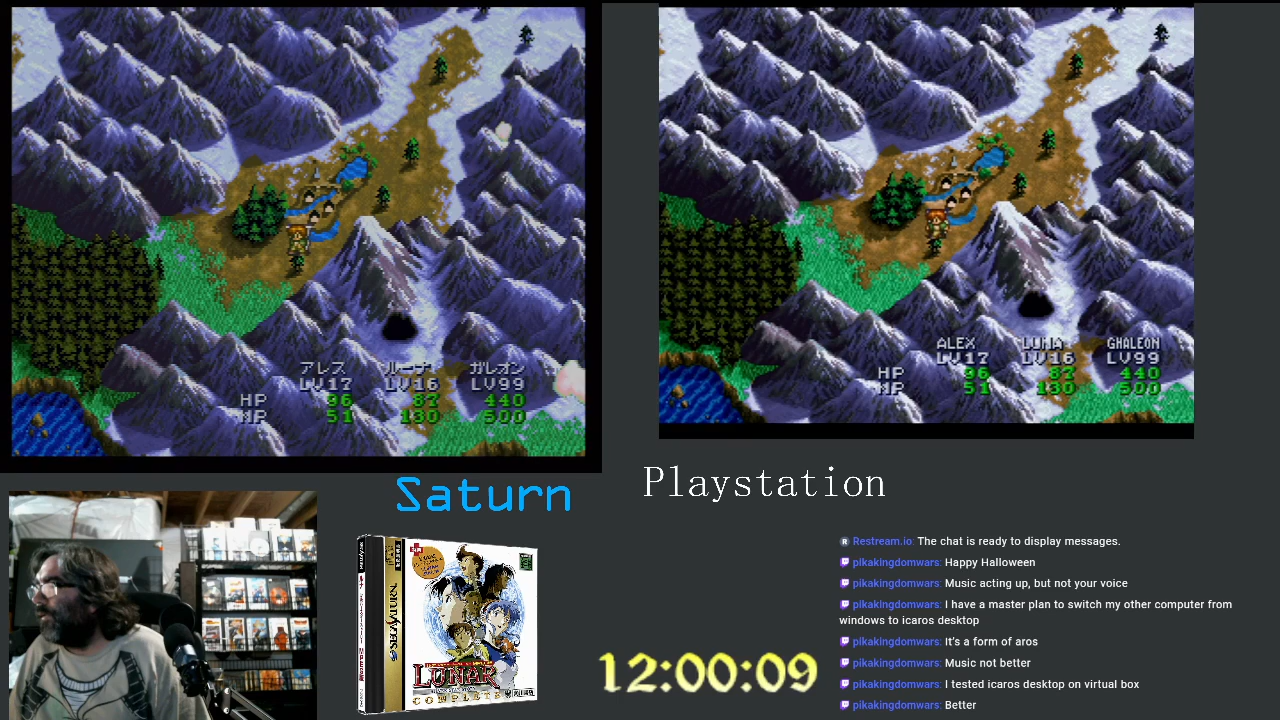 アレス ルーナ ガレオン
LV17 LV16 LV99
HP 96 87 440
MP 51 130 500
ALEX LUNA GHALEON
LV17 LV16 LV99
HP 96 87 440
MP 51 130 500
Saturn
Playstation
LUNAR
COMPLETE
12:00:09
Restream.io: The chat is ready to display messages.
pikakingdomwars: Happy Halloween
pikakingdomwars: Music acting up, but not your voice
pikakingdomwars: I have a master plan to switch my other computer from
windows to icaros desktop
pikakingdomwars: It's a form of aros
pikakingdomwars: Music not better
pikakingdomwars: I tested icaros desktop on virtual box
pikakingdomwars: Better